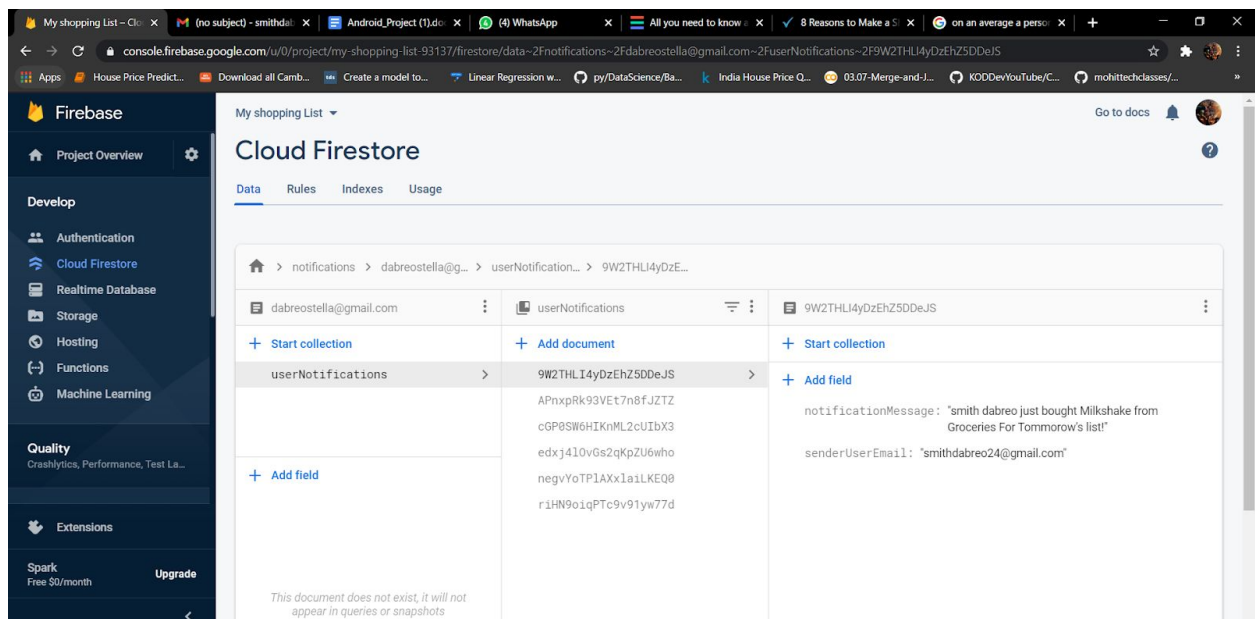 My shopping List – Clo
(no subject) - smithdab
Android_Project (1).do
(4) WhatsApp
All you need to know a
8 Reasons to Make a S
on an average a person
console.firebase.google.com/u/0/project/my-shopping-list-93137/firestore/data~2Fnotifications~2Fdabreostella@gmail.com~2FuserNotifications~2F9W2THLI4yDzEhZ5DDeJS
Apps
House Price Predict...
Download all Camb...
Create a model to...
Linear Regression w...
py/DataScience/Ba...
India House Price Q...
03.07-Merge-and-J...
KODDevYouTube/C...
mohittechclasses/...
»
Firebase
My shopping List
Go to docs
Project Overview
Cloud Firestore
Data Rules Indexes Usage
Develop
Authentication
Cloud Firestore
Realtime Database
Storage
Hosting
Functions
Machine Learning
Quality
Crashlytics, Performance, Test La...
Extensions
Spark
Free $0/month
Upgrade
notifications > dabreostella@g... > userNotification... > 9W2THLI4yDzE...
dabreostella@gmail.com
+ Start collection
userNotifications
+ Add field
This document does not exist, it will not
appear in queries or snapshots
userNotifications
+ Add document
9W2THLI4yDzEhZ5DDeJS
APnxpRk93VEt7n8fJZTZ
cGP0SW6HIKnML2cUIbX3
edxj4lOvGs2qKpZU6who
negvYoTPlAXxlaiLKEQ0
riHN9oiqPTc9v91yw77d
9W2THLI4yDzEhZ5DDeJS
+ Start collection
+ Add field
notificationMessage: "smith dabreo just bought Milkshake from
Groceries For Tommorow's list!"
senderUserEmail: "smithdabreo24@gmail.com"